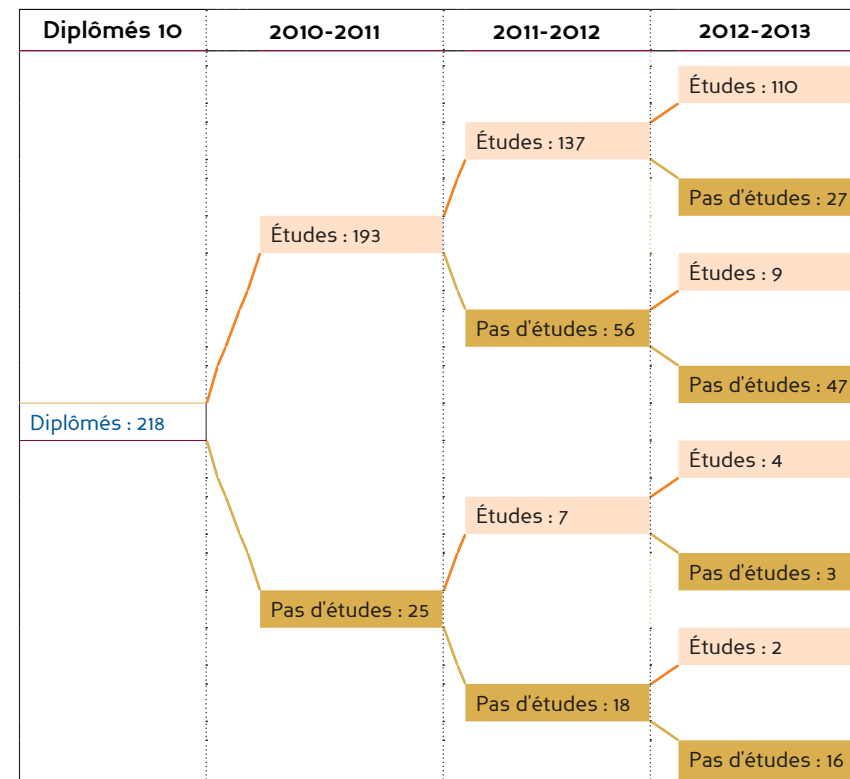 Diplômés 10 2010-2011 2011-2012 2012-2013
Études : 110
Études : 137
Pas d'études : 27
Études : 193
Études : 9
Pas d'études : 56
Pas d'études : 47
Diplômés : 218
Études : 4
Études : 7
Pas d'études : 3
Pas d'études : 25
Études : 2
Pas d'études : 18
Pas d'études : 16